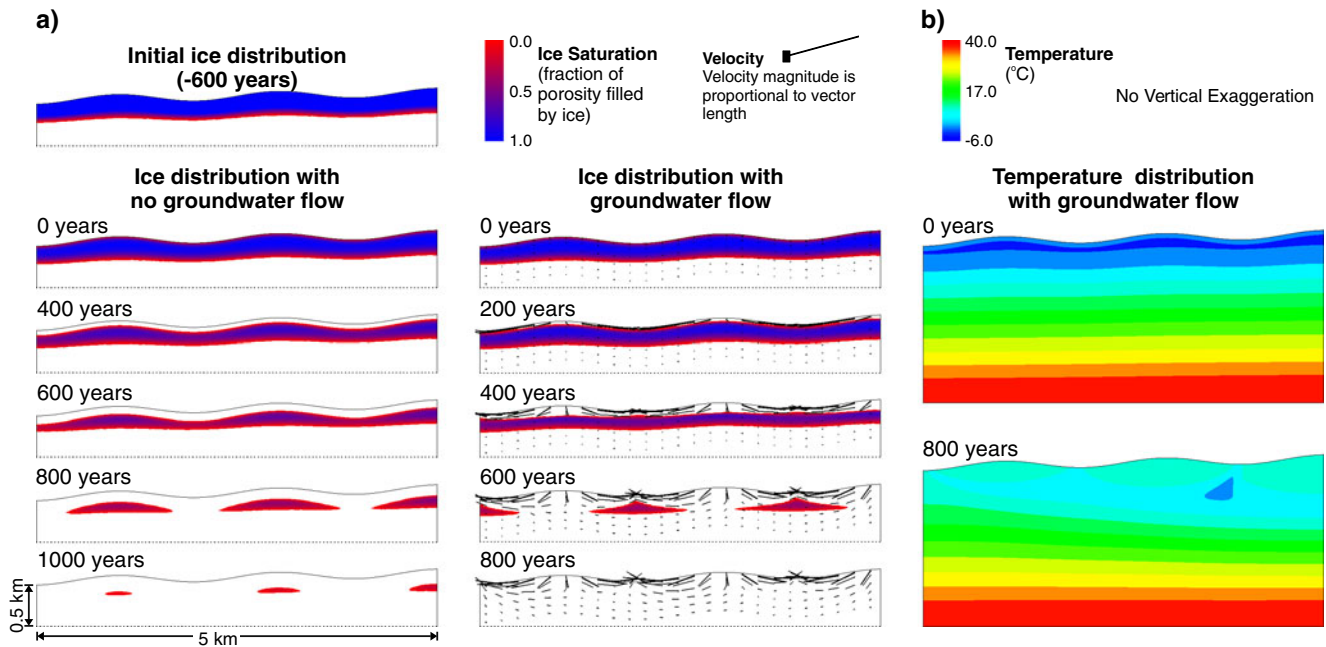 a)
Initial ice distribution
(-600 years)
0.0
0.5
1.0
Ice Saturation
(fraction of
porosity filled
by ice)
Velocity
Velocity magnitude is
proportional to vector
length
b)
40.0
17.0
-6.0
Temperature
(°C)
No Vertical Exaggeration
Ice distribution with
no groundwater flow
0 years
400 years
600 years
800 years
1000 years
0.5 km
5 km
Ice distribution with
groundwater flow
0 years
200 years
400 years
600 years
800 years
Temperature distribution
with groundwater flow
0 years
800 years